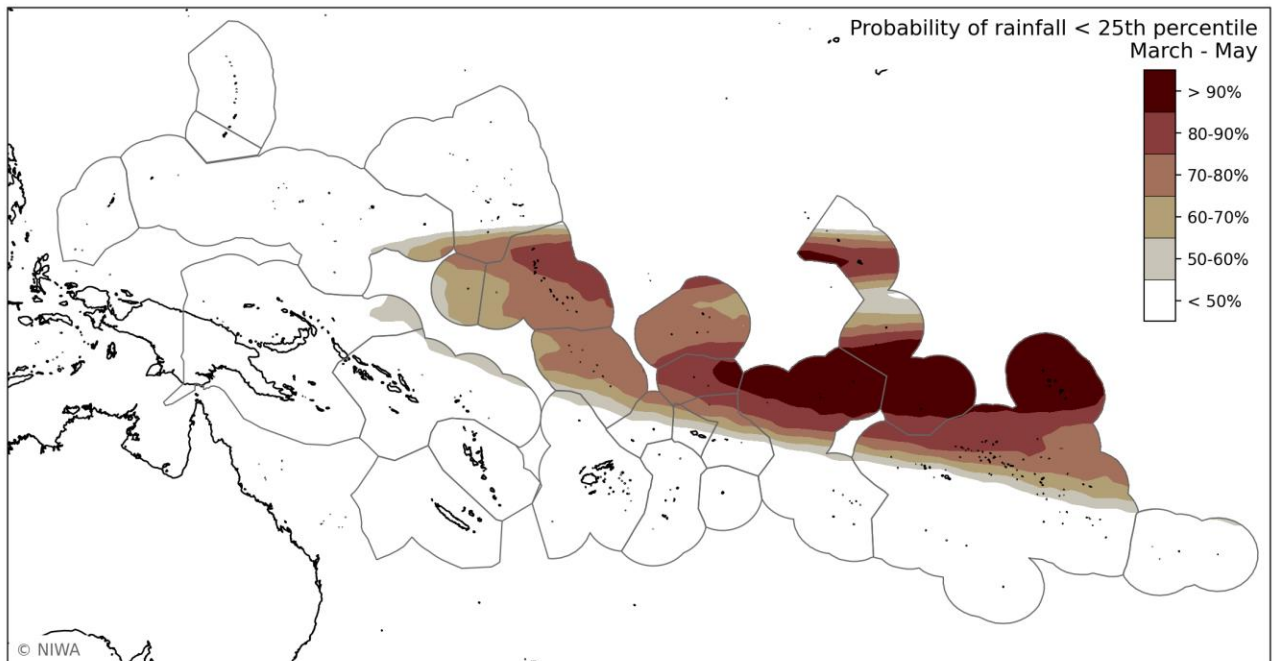 Probability of rainfall < 25th percentile
March - May
> 90%
80-90%
70-80%
60-70%
50-60%
< 50%
© NIWA